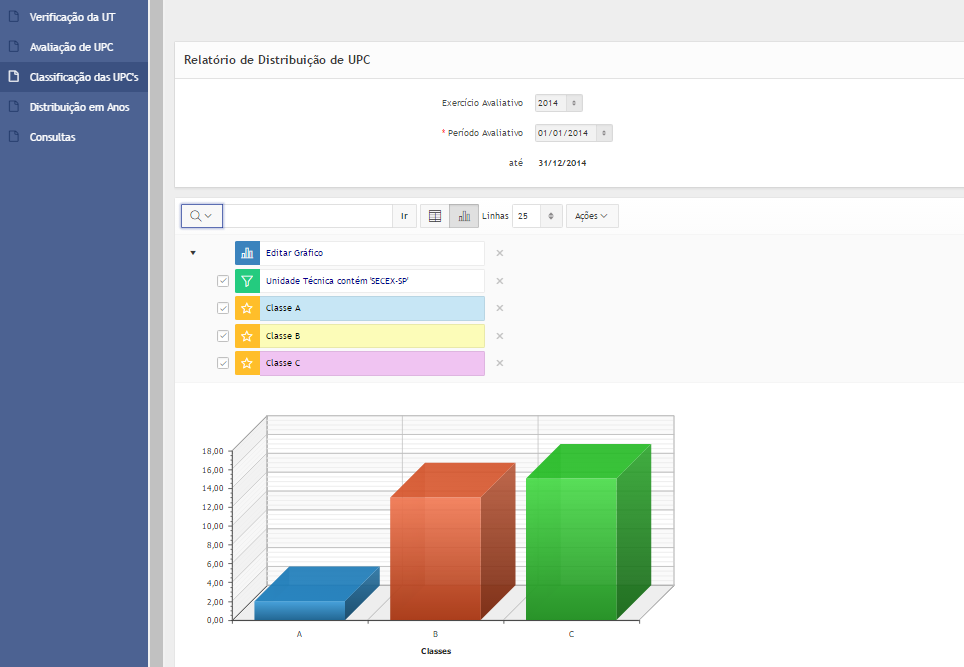 Verificação da UT
Avaliação de UPC
Classificação das UPC's
Distribuição em Anos
Consultas
Relatório de Distribuição de UPC
Exercício Avaliativo 2014
* Período Avaliativo 01/01/2014
até 31/12/2014
Ir Linhas 25 Ações
Editar Gráfico
Unidade Técnica contém 'SECEX-SP'
Classe A
Classe B
Classe C
18,00
16,00
14,00
12,00
10,00
8,00
6,00
4,00
2,00
0,00
A B C
Classes